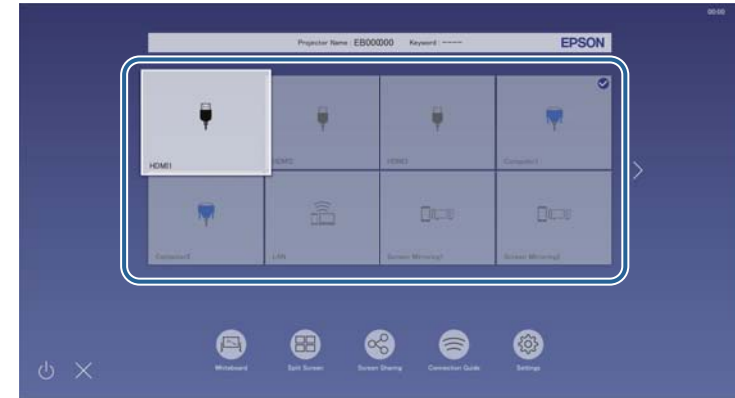 00:00
Projector Name : EB000000 Keyword : ---- EPSON
HDMI1 HDMI2 HDMI3 Computer1
Computer2 LAN Screen Mirroring1 Screen Mirroring2
Whiteboard Split Screen Screen Sharing Connection Guide Settings